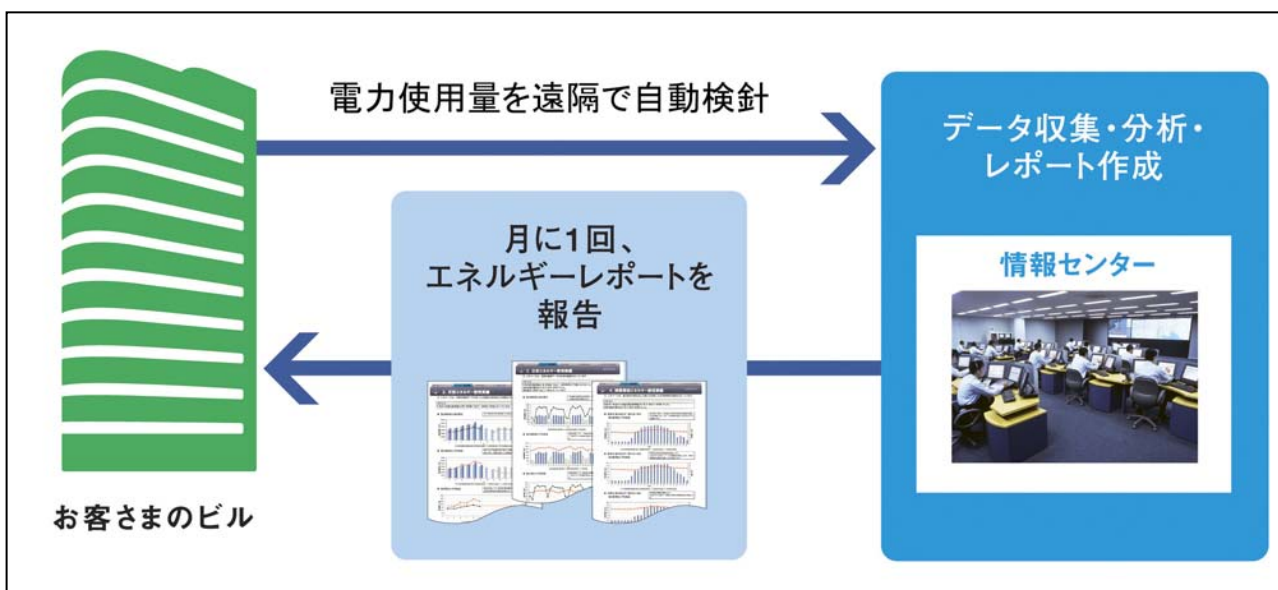 電力使用量を遠隔で自動検針
データ収集・分析・
レポート作成
情報センター
月に1回、
エネルギーレポートを
報告
お客さまのビル